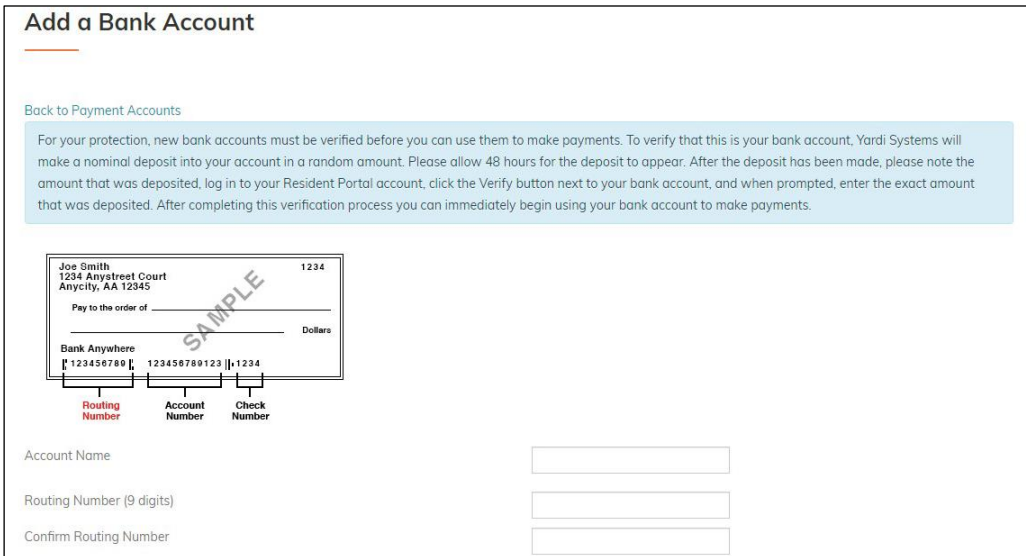 Add a Bank Account
Back to Payment Accounts
For your protection, new bank accounts must be verified before you can use them to make payments. To verify that this is your bank account, Yardi Systems will
make a nominal deposit into your account in a random amount. Please allow 48 hours for the deposit to appear. After the deposit has been made, please note the
amount that was deposited, log in to your Resident Portal account, click the Verify button next to your bank account, and when prompted, enter the exact amount
that was deposited. After completing this verification process you can immediately begin using your bank account to make payments.
Joe Smith 1234
1234 Anystreet Court
Anycity, AA 12345
Pay to the order of
SAMPLE
Dollars
Bank Anywhere
⑆123456789⑆ 123456789123⑈1234
Routing Number
Account Number
Check Number
Account Name
Routing Number (9 digits)
Confirm Routing Number